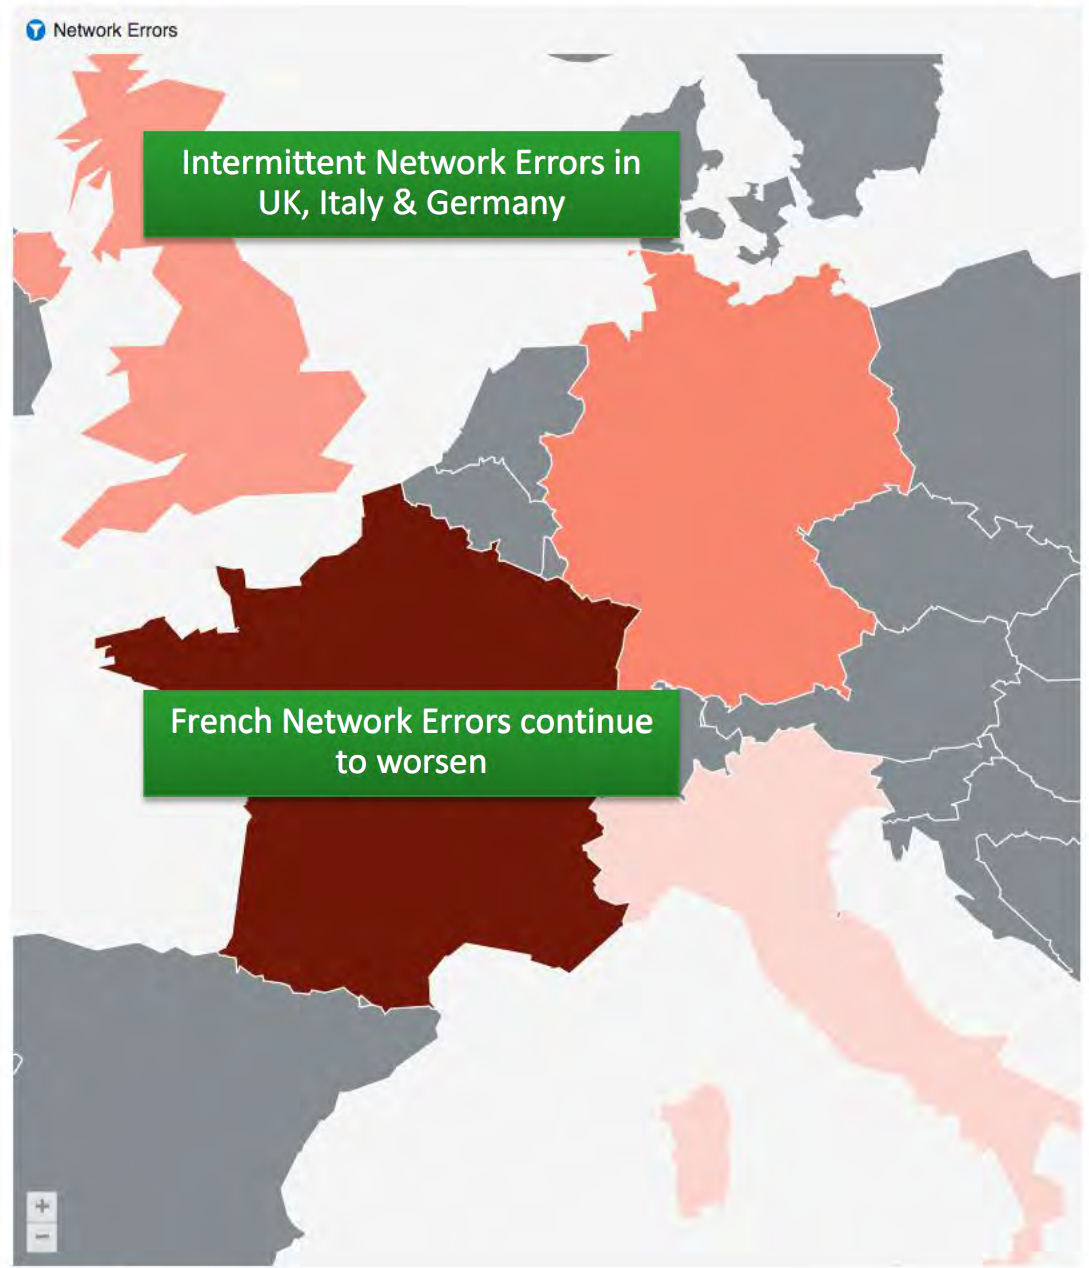 Network Errors
Intermittent Network Errors in
UK, Italy & Germany
French Network Errors continue
to worsen
+
−